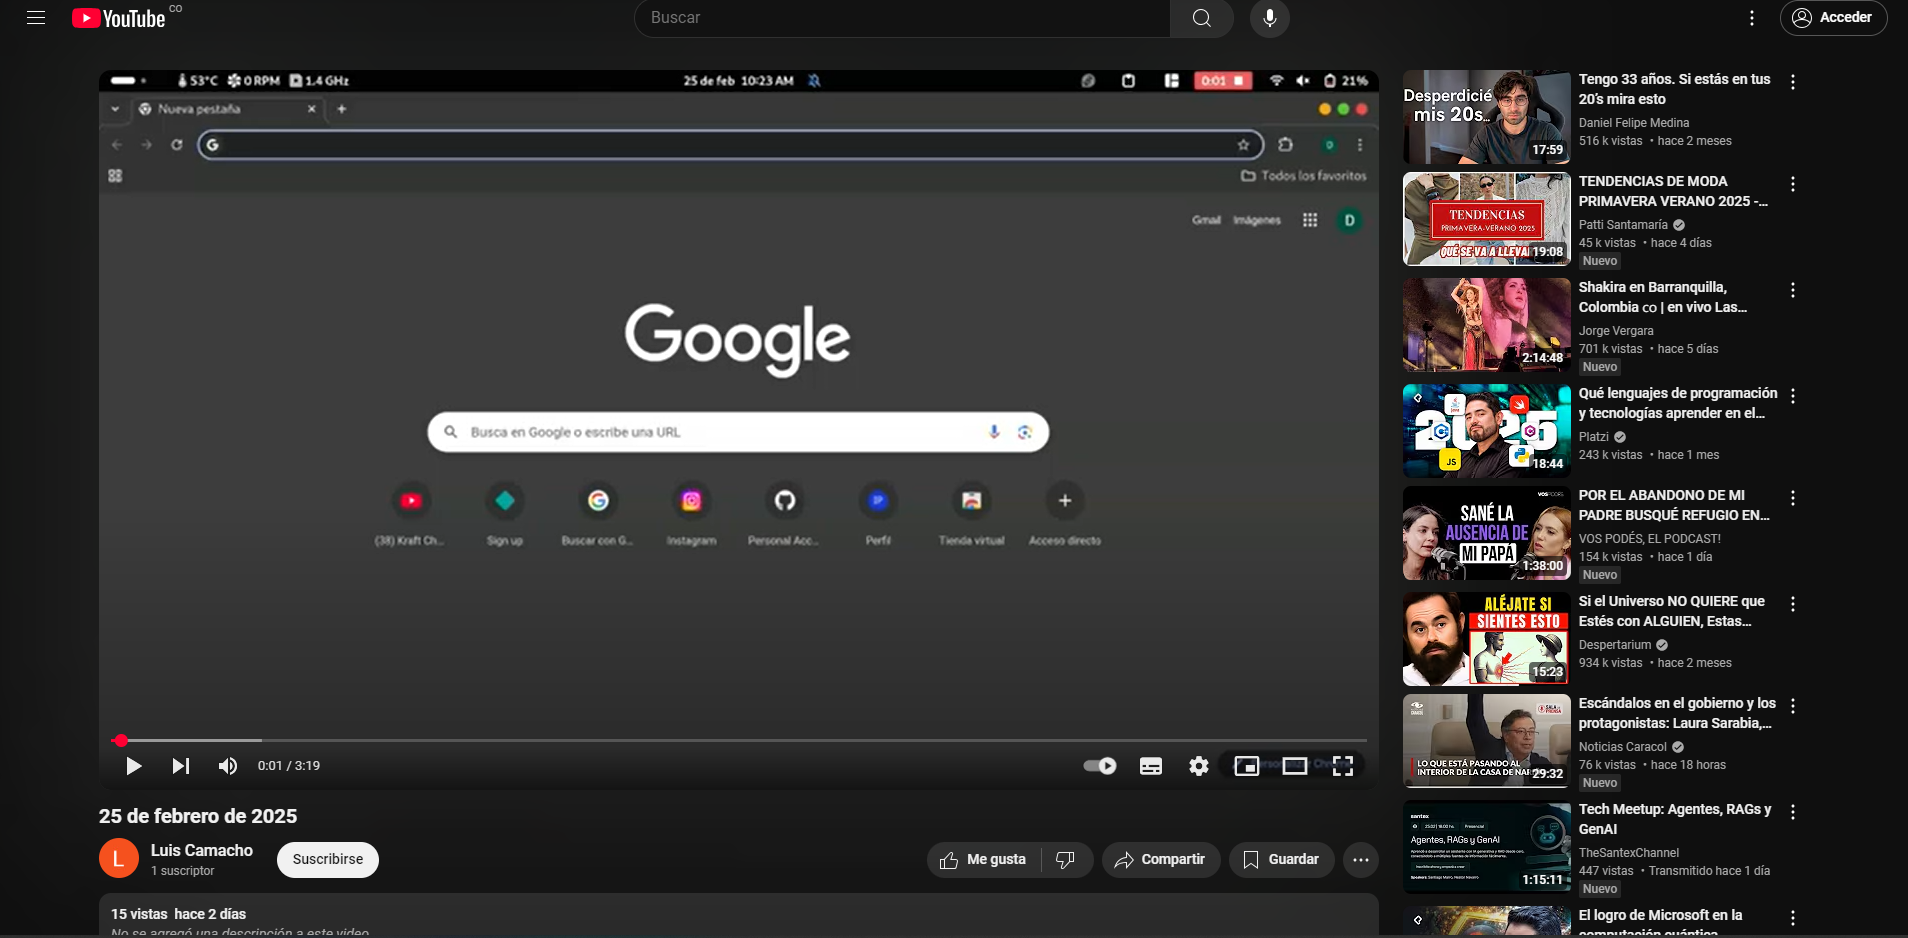 YouTube CO
Buscar
Acceder
53°C 0 RPM 1.4 GHz
25 de feb 10:23 AM
0:01
21%
Nueva pestaña
Todos los favoritos
Gmail Imágenes
D
Google
Busca en Google o escribe una URL
(38) Kraft Ch...
Sign up
Buscar con G...
Instagram
Personal Acc...
Perfil
Tienda virtual
Acceso directo
0:01 / 3:19
25 de febrero de 2025
L
Luis Camacho
1 suscriptor
Suscribirse
Me gusta
Compartir
Guardar
15 vistas hace 2 días
No se agregó una descripción a este video.
Desperdicié
mis 20s...
17:59
Tengo 33 años. Si estás en tus
20's mira esto
Daniel Felipe Medina
516 k vistas • hace 2 meses
TENDENCIAS
PRIMAVERA-VERANO 2025
QUÉ SE VA A LLEVAR
19:08
TENDENCIAS DE MODA
PRIMAVERA VERANO 2025 -...
Patti Santamaría
45 k vistas • hace 4 días
Nuevo
2:14:48
Shakira en Barranquilla,
Colombia co | en vivo Las...
Jorge Vergara
701 k vistas • hace 5 días
Nuevo
2025
JS
18:44
Qué lenguajes de programación
y tecnologías aprender en el...
Platzi
243 k vistas • hace 1 mes
SANÉ LA
AUSENCIA DE
MI PAPÁ
1:38:00
POR EL ABANDONO DE MI
PADRE BUSQUÉ REFUGIO EN...
VOS PODÉS, EL PODCAST!
154 k vistas • hace 1 día
Nuevo
ALÉJATE SI
SIENTES ESTO
15:23
Si el Universo NO QUIERE que
Estés con ALGUIEN, Estas...
Despertarium
934 k vistas • hace 2 meses
LO QUE ESTÁ PASANDO AL
INTERIOR DE LA CASA DE NAR
29:32
Escándalos en el gobierno y los
protagonistas: Laura Sarabia,...
Noticias Caracol
76 k vistas • hace 18 horas
Nuevo
santex
Agentes, RAGs y GenAI
1:15:11
Tech Meetup: Agentes, RAGs y
GenAI
TheSantexChannel
447 vistas • Transmitido hace 1 día
Nuevo
El logro de Microsoft en la
computación cuántica